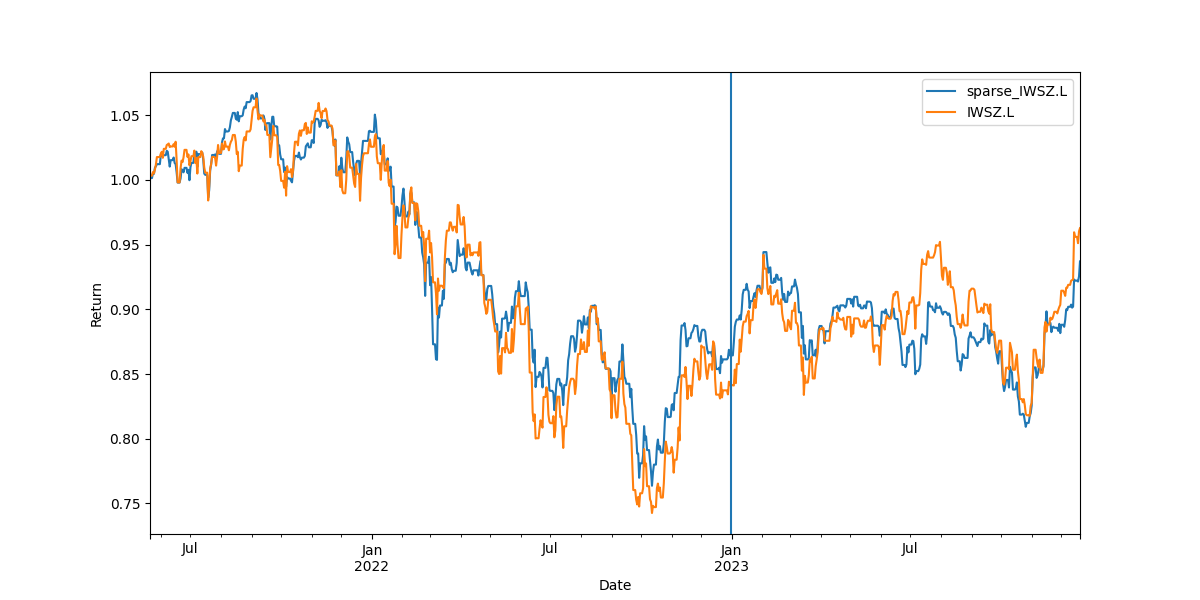 sparse_IWSZ.L
IWSZ.L
1.05
1.00
0.95
0.90
0.85
0.80
0.75
Return
Jul
Jan
2022
Jul
Jan
2023
Jul
Date